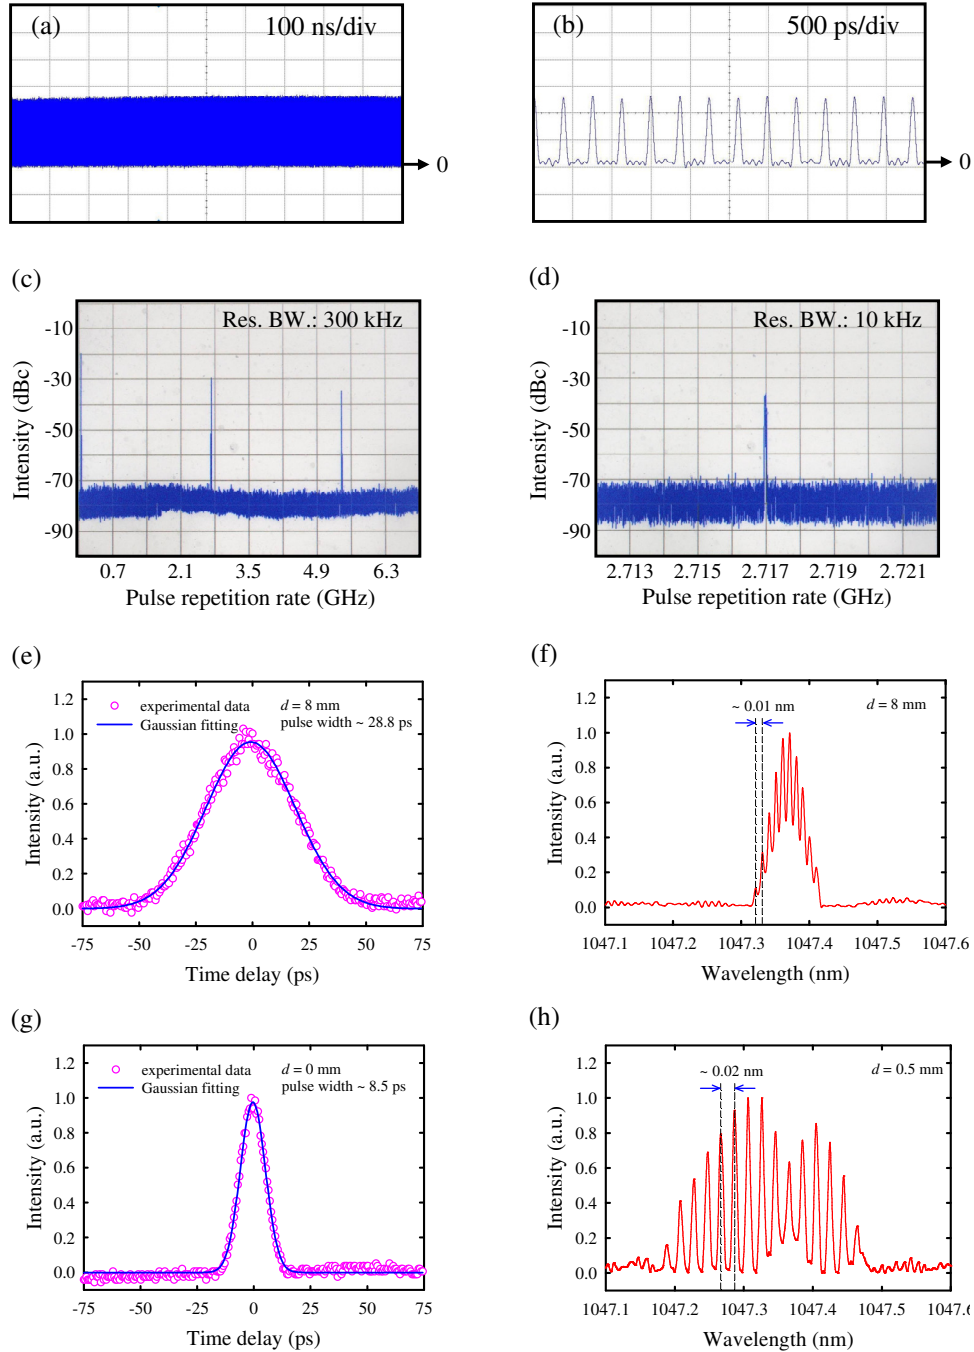 (a) 100 ns/div
0
(b) 500 ps/div
0
(c)
Res. BW.: 300 kHz
-10
-30
-50
-70
-90
Intensity (dBc)
0.7 2.1 3.5 4.9 6.3
Pulse repetition rate (GHz)
(d)
Res. BW.: 10 kHz
-10
-30
-50
-70
-90
Intensity (dBc)
2.713 2.715 2.717 2.719 2.721
Pulse repetition rate (GHz)
(e)
1.2
1.0
0.8
0.6
0.4
0.2
0.0
Intensity (a.u.)
experimental data
Gaussian fitting
d = 8 mm
pulse width ~ 28.8 ps
-75 -50 -25 0 25 50 75
Time delay (ps)
(f)
1.2
1.0
0.8
0.6
0.4
0.2
0.0
Intensity (a.u.)
~ 0.01 nm
d = 8 mm
1047.1 1047.2 1047.3 1047.4 1047.5 1047.6
Wavelength (nm)
(g)
1.2
1.0
0.8
0.6
0.4
0.2
0.0
Intensity (a.u.)
experimental data
Gaussian fitting
d = 0 mm
pulse width ~ 8.5 ps
-75 -50 -25 0 25 50 75
Time delay (ps)
(h)
1.2
1.0
0.8
0.6
0.4
0.2
0.0
Intensity (a.u.)
~ 0.02 nm
d = 0.5 mm
1047.1 1047.2 1047.3 1047.4 1047.5 1047.6
Wavelength (nm)